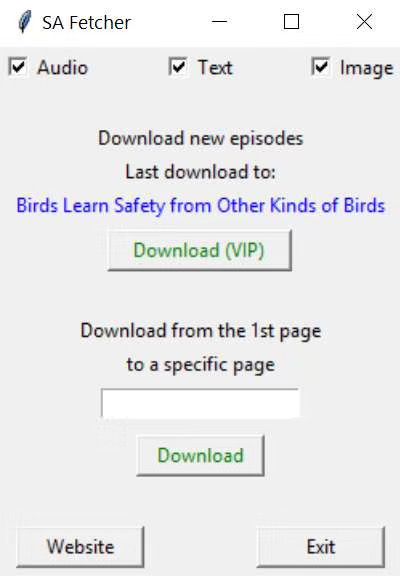 SA Fetcher
Audio Text Image
Download new episodes
Last download to:
Birds Learn Safety from Other Kinds of Birds
Download (VIP)
Download from the 1st page
to a specific page
Download
Website Exit